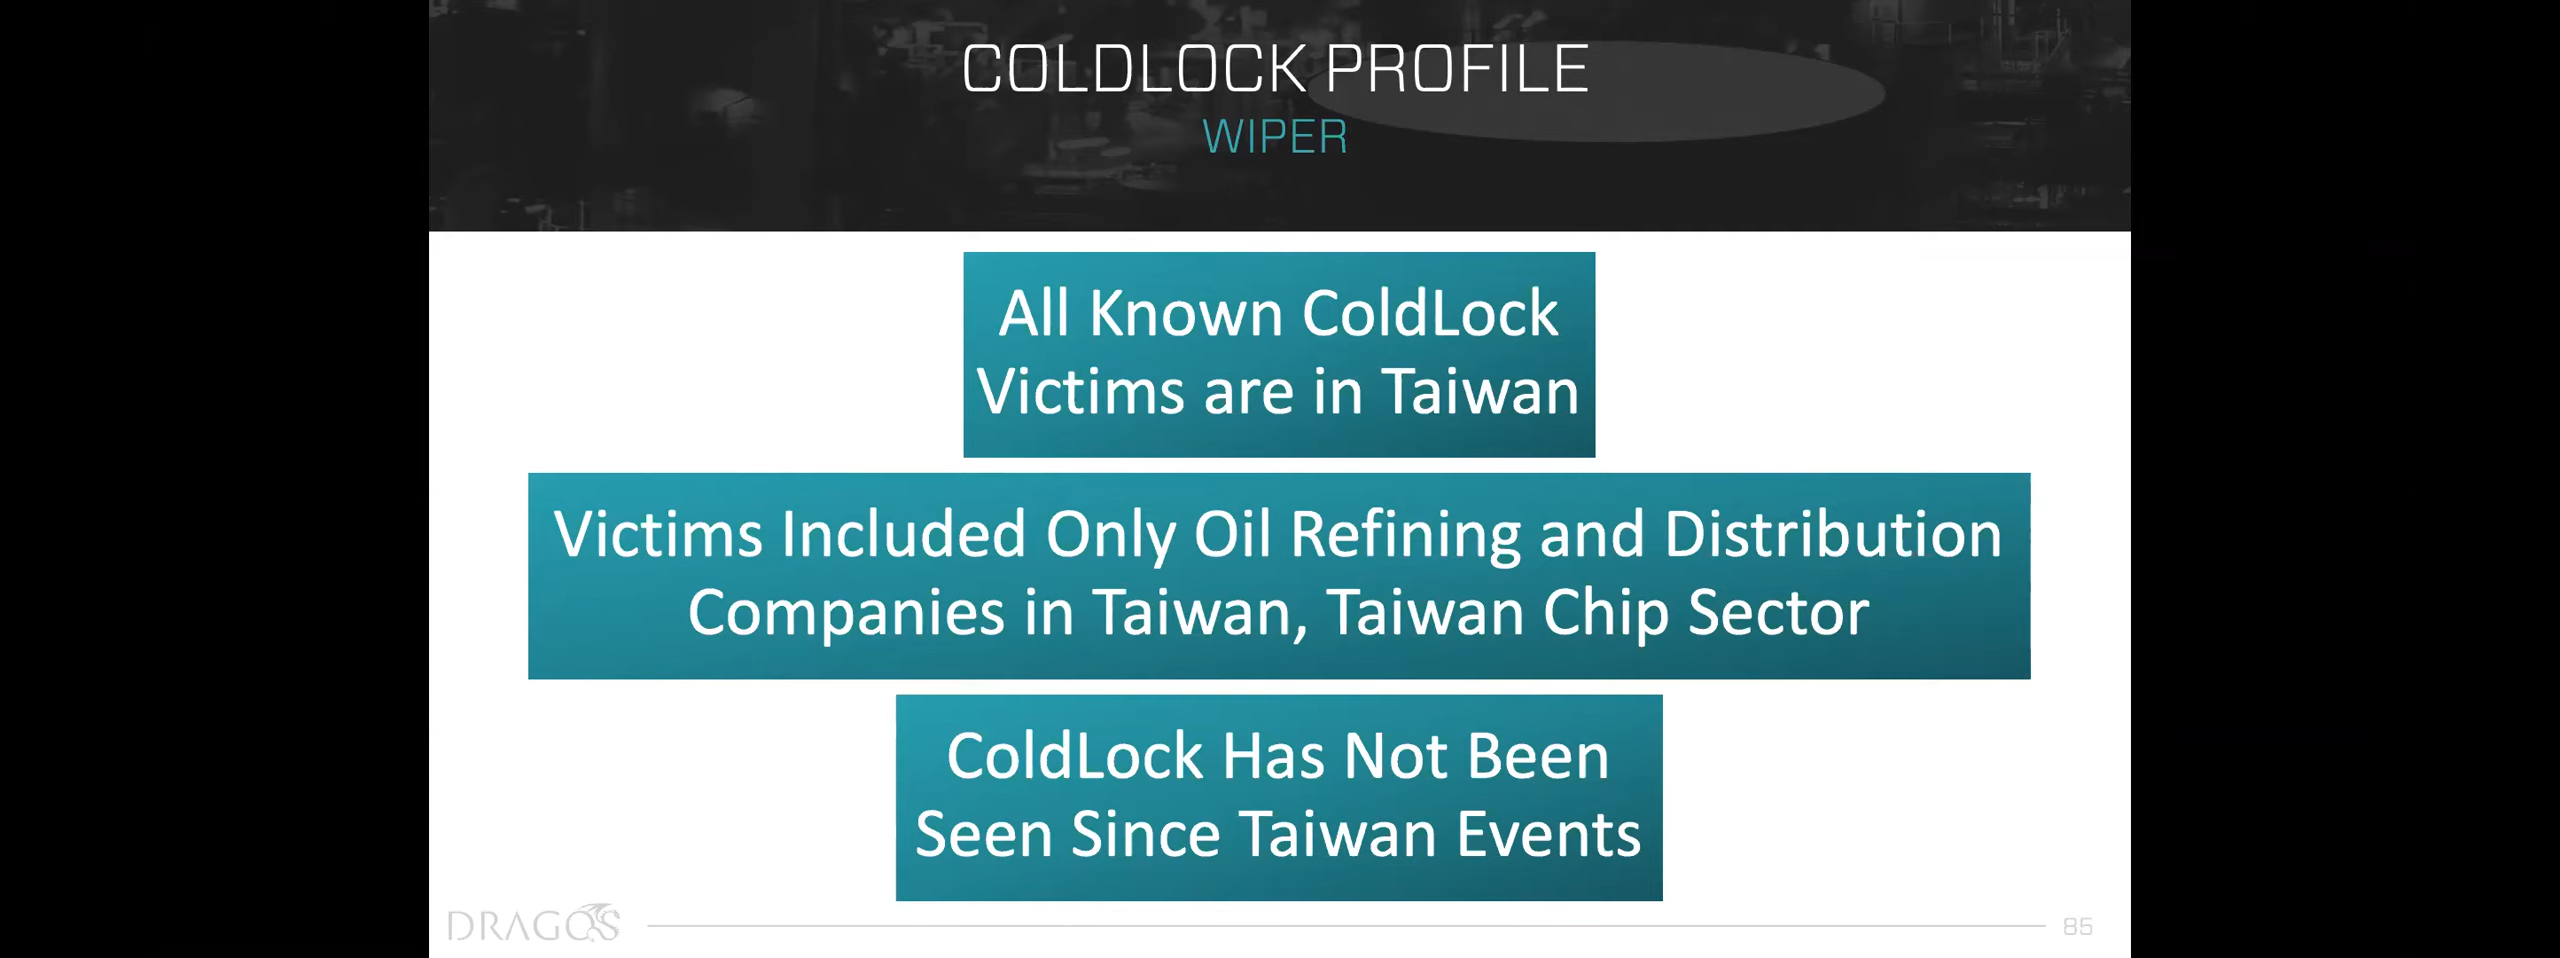 COLDLOCK PROFILE
WIPER
All Known ColdLock
Victims are in Taiwan
Victims Included Only Oil Refining and Distribution
Companies in Taiwan, Taiwan Chip Sector
ColdLock Has Not Been
Seen Since Taiwan Events
DRAGOS
85